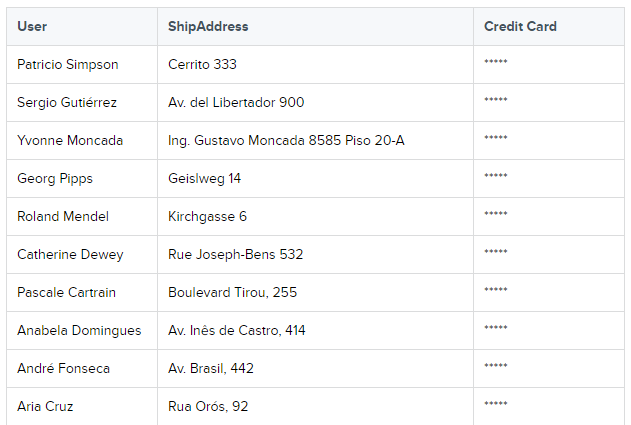 User ShipAddress Credit Card
Patricio Simpson Cerrito 333 *****
Sergio Gutiérrez Av. del Libertador 900 *****
Yvonne Moncada Ing. Gustavo Moncada 8585 Piso 20-A *****
Georg Pipps Geislweg 14 *****
Roland Mendel Kirchgasse 6 *****
Catherine Dewey Rue Joseph-Bens 532 *****
Pascale Cartrain Boulevard Tirou, 255 *****
Anabela Domingues Av. Inês de Castro, 414 *****
André Fonseca Av. Brasil, 442 *****
Aria Cruz Rua Orós, 92 *****